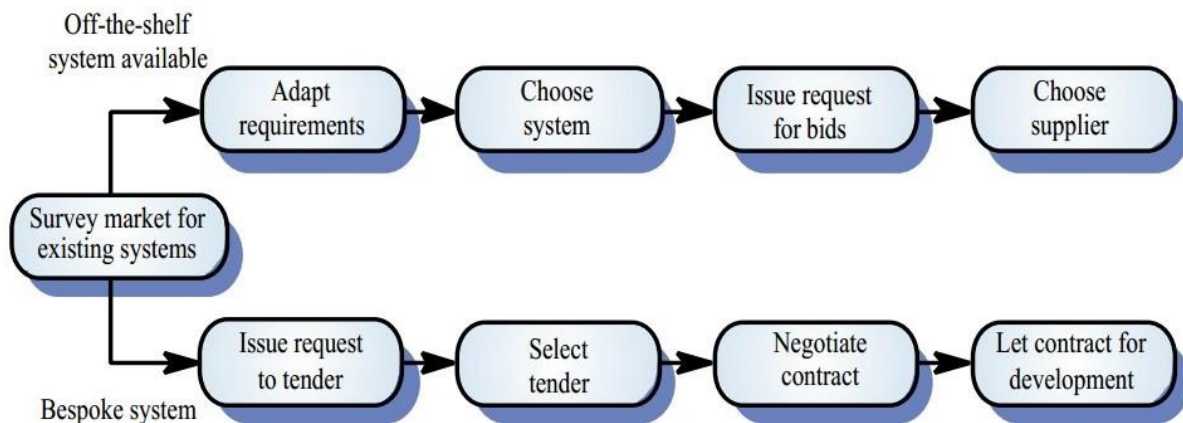 Off-the-shelf
system available
Adapt
requirements
Choose
system
Issue request
for bids
Choose
supplier
Survey market for
existing systems
Issue request
to tender
Select
tender
Negotiate
contract
Let contract for
development
Bespoke system